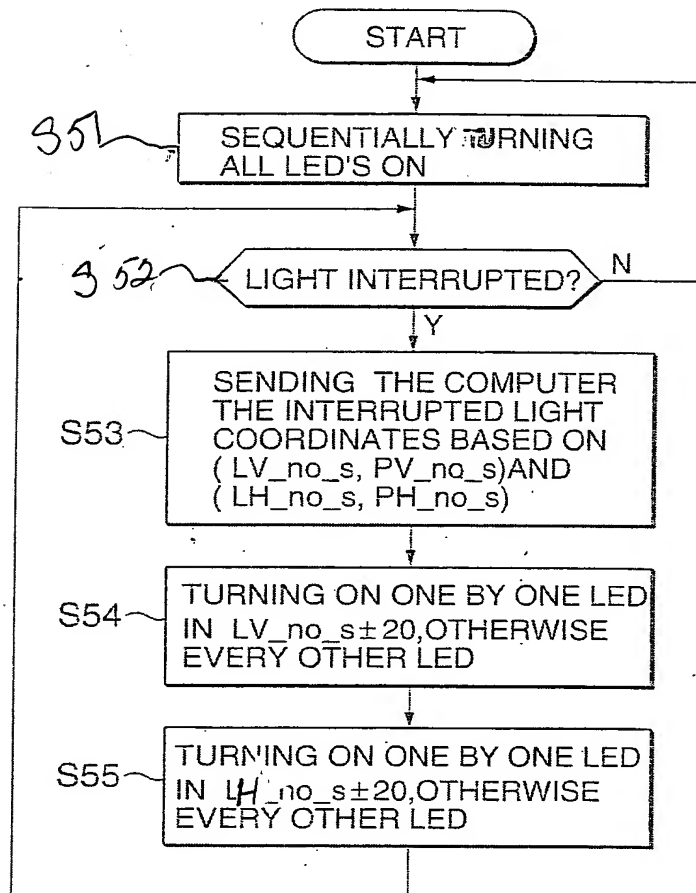 START
S51
SEQUENTIALLY TURNING
ALL LED'S ON
S52
LIGHT INTERRUPTED?
N
Y
SENDING THE COMPUTER
THE INTERRUPTED LIGHT
COORDINATES BASED ON
( LV_no_s, PV_no_s)AND
( LH_no_s, PH_no_s)
S53
TURNING ON ONE BY ONE LED
IN LV_no_s±20,OTHERWISE
EVERY OTHER LED
S54
TURNING ON ONE BY ONE LED
IN LH_no_s±20,OTHERWISE
EVERY OTHER LED
S55